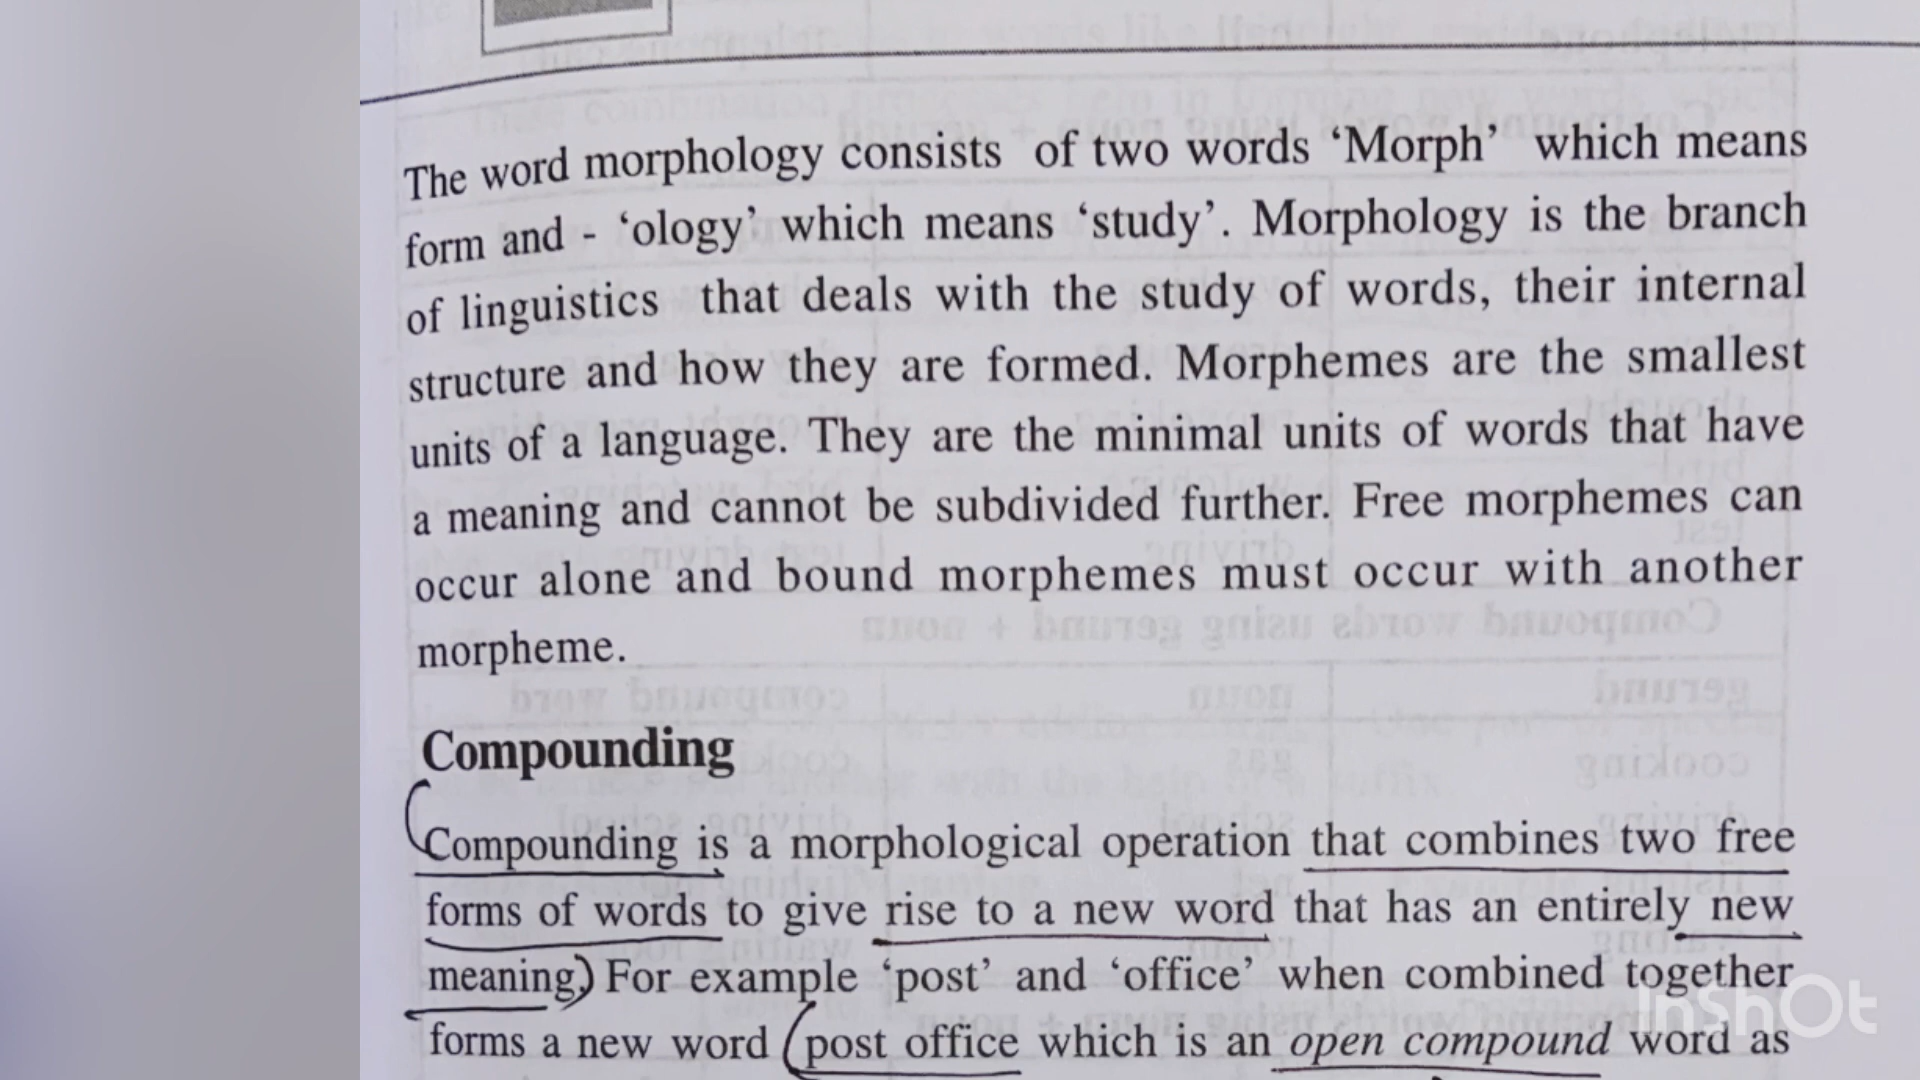 The word morphology consists of two words ‘Morph’ which means
form and - ‘ology’ which means ‘study’. Morphology is the branch
of linguistics that deals with the study of words, their internal
structure and how they are formed. Morphemes are the smallest
units of a language. They are the minimal units of words that have
a meaning and cannot be subdivided further. Free morphemes can
occur alone and bound morphemes must occur with another
morpheme.
Compounding
Compounding is a morphological operation that combines two free
forms of words to give rise to a new word that has an entirely new
meaning. For example ‘post’ and ‘office’ when combined together
forms a new word post office which is an open compound word as
InShOt